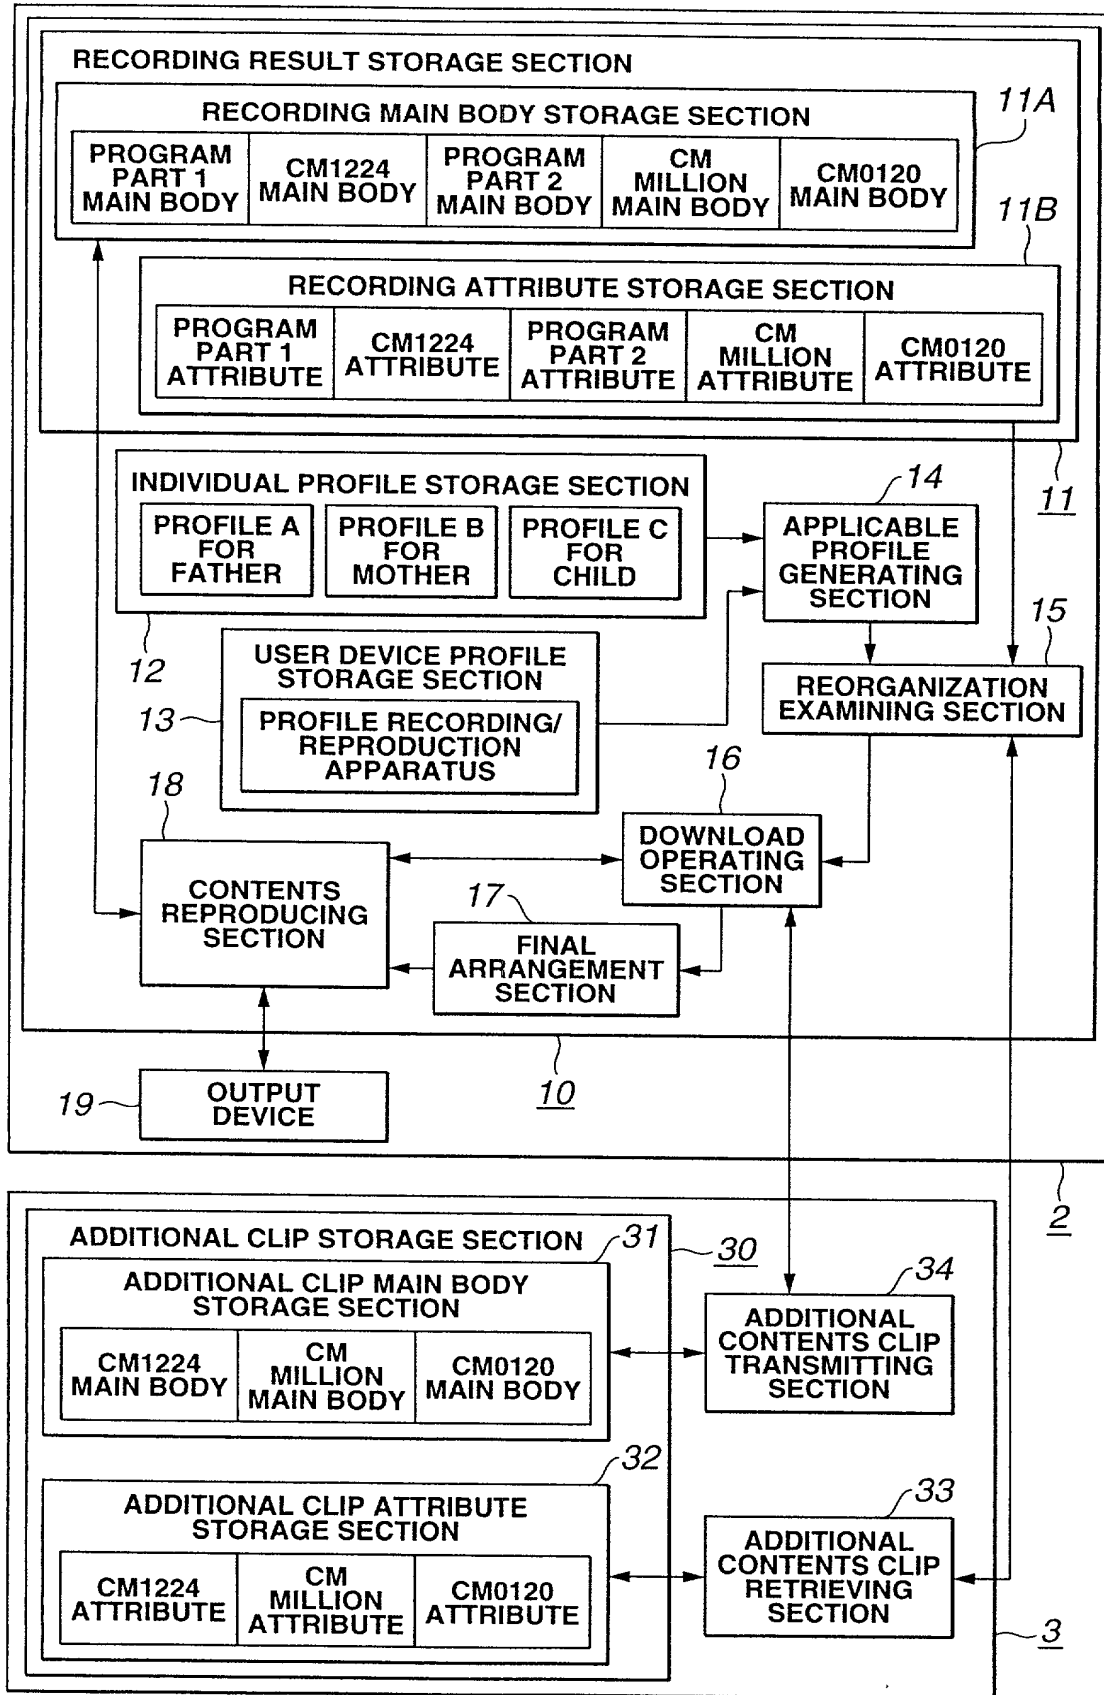 RECORDING RESULT STORAGE SECTION
RECORDING MAIN BODY STORAGE SECTION
11A
PROGRAM
PART 1
MAIN BODY
CM1224
MAIN BODY
PROGRAM
PART 2
MAIN BODY
CM
MILLION
MAIN BODY
CM0120
MAIN BODY
11B
RECORDING ATTRIBUTE STORAGE SECTION
PROGRAM
PART 1
ATTRIBUTE
CM1224
ATTRIBUTE
PROGRAM
PART 2
ATTRIBUTE
CM
MILLION
ATTRIBUTE
CM0120
ATTRIBUTE
11
INDIVIDUAL PROFILE STORAGE SECTION
PROFILE A
FOR
FATHER
PROFILE B
FOR
MOTHER
PROFILE C
FOR
CHILD
12
14
APPLICABLE
PROFILE
GENERATING
SECTION
USER DEVICE PROFILE
STORAGE SECTION
13
PROFILE RECORDING/
REPRODUCTION
APPARATUS
15
REORGANIZATION
EXAMINING SECTION
16
DOWNLOAD
OPERATING
SECTION
18
CONTENTS
REPRODUCING
SECTION
17
FINAL
ARRANGEMENT
SECTION
10
19
OUTPUT
DEVICE
2
ADDITIONAL CLIP STORAGE SECTION
31
30
ADDITIONAL CLIP MAIN BODY
STORAGE SECTION
CM1224
MAIN BODY
CM
MILLION
MAIN BODY
CM0120
MAIN BODY
34
ADDITIONAL
CONTENTS CLIP
TRANSMITTING
SECTION
32
ADDITIONAL CLIP ATTRIBUTE
STORAGE SECTION
CM1224
ATTRIBUTE
CM
MILLION
ATTRIBUTE
CM0120
ATTRIBUTE
33
ADDITIONAL
CONTENTS CLIP
RETRIEVING
SECTION
3